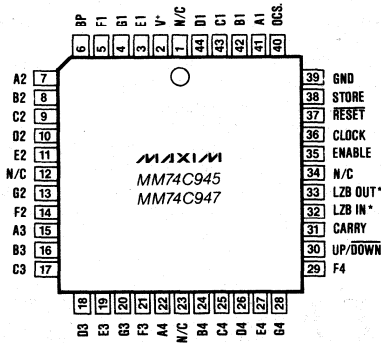 BP F1 G1 E1 V+ N/C D1 C1 B1 A1 OCS.
6 5 4 3 2 1 44 43 42 41 40
A2 7
B2 8
C2 9
D2 10
E2 11
N/C 12
G2 13
F2 14
A3 15
B3 16
C3 17
MAXIM
MM74C945
MM74C947
39 GND
38 STORE
37 RESET
36 CLOCK
35 ENABLE
34 N/C
33 LZB OUT*
32 LZB IN*
31 CARRY
30 UP/DOWN
29 F4
18 19 20 21 22 23 24 25 26 27 28
D3 E3 G3 F3 A4 N/C B4 C4 D4 E4 G4